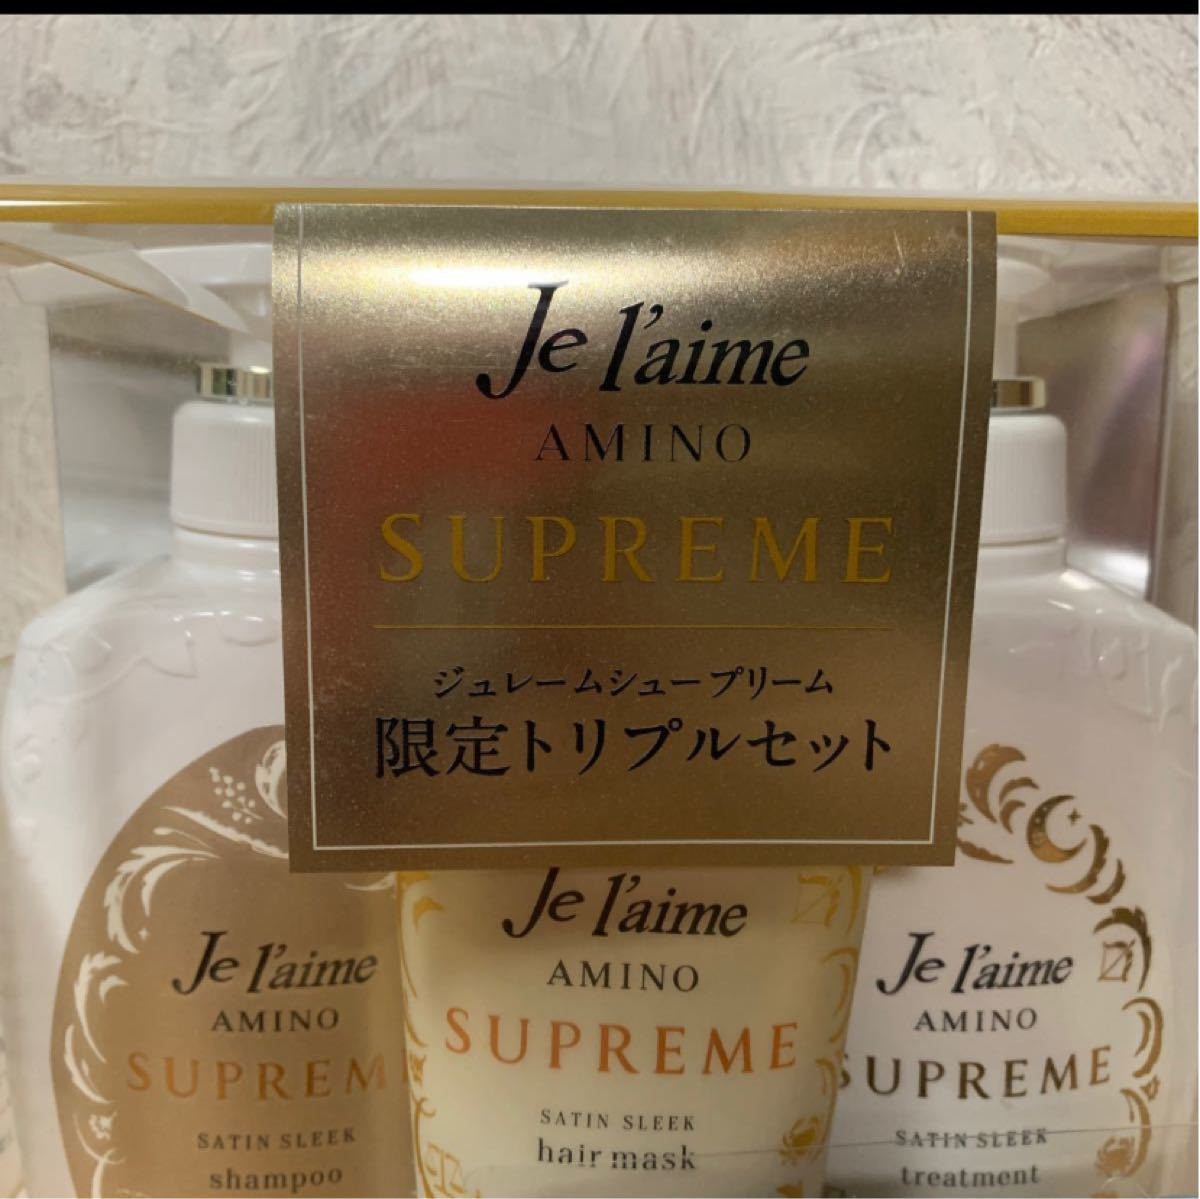 Je l'aime
AMINO
SUPREME
ジュレームシュープリーム
限定トリプルセット
Je l'aime
AMINO
SUPREM
SATIN SLEEK
shampoo
Je l'aime
AMINO
SUPREME
SATIN SLEEK
hair mask
Je l'aime
AMINO
SUPREME
SATIN SLEEK
treatment